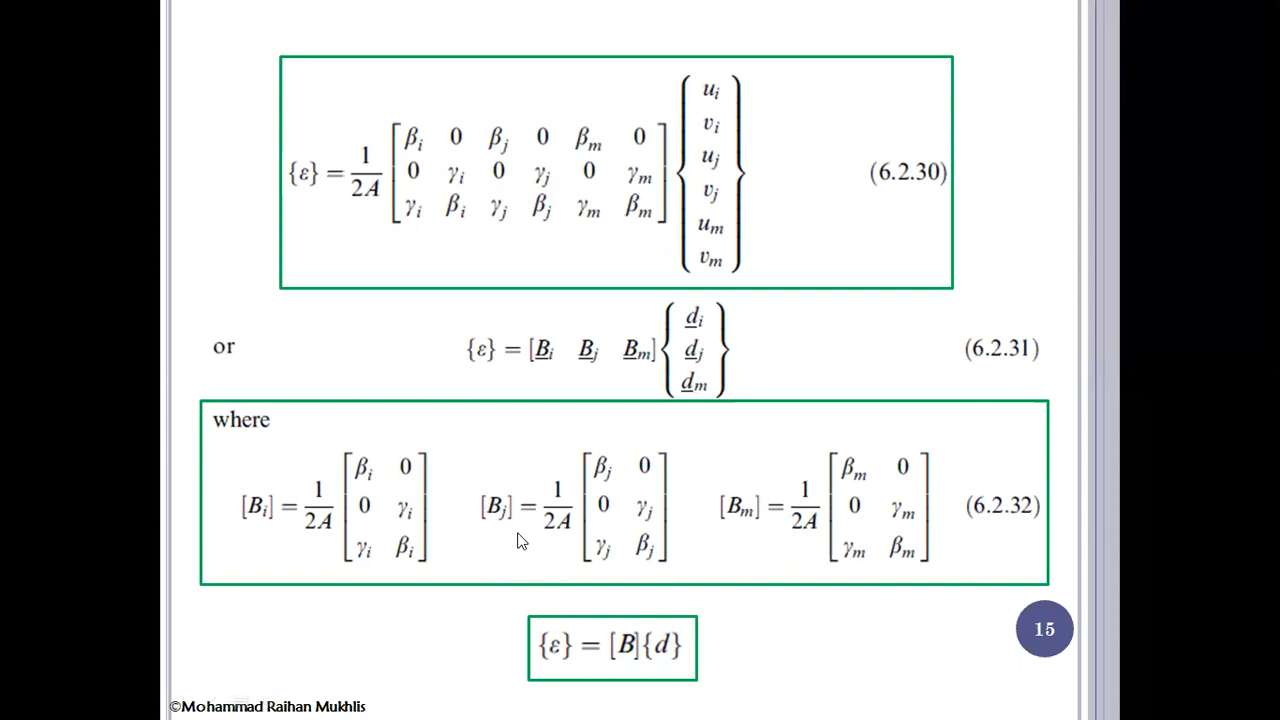 {ε} = 1/2A [β_i 0 β_j 0 β_m 0; 0 γ_i 0 γ_j 0 γ_m; γ_i β_i γ_j β_j γ_m β_m] {u_i; v_i; u_j; v_j; u_m; v_m} (6.2.30)
or {ε} = [B_i B_j B_m] {d_i; d_j; d_m} (6.2.31)
where
[B_i] = 1/2A [β_i 0; 0 γ_i; γ_i β_i] [B_j] = 1/2A [β_j 0; 0 γ_j; γ_j β_j] [B_m] = 1/2A [β_m 0; 0 γ_m; γ_m β_m] (6.2.32)
{ε} = [B]{d}
15
©Mohammad Raihan Mukhlis